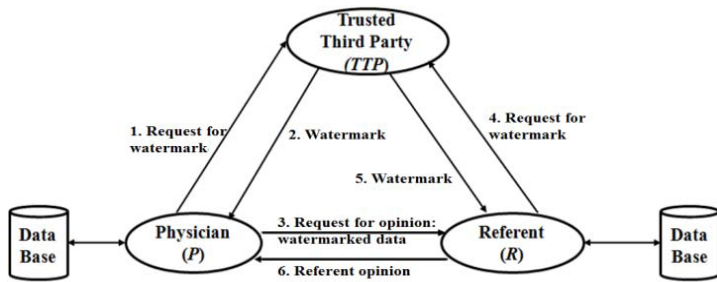 Trusted
Third Party
(TTP)
1. Request for
watermark
2. Watermark
4. Request for
watermark
5. Watermark
Data
Base
Physician
(P)
3. Request for opinion:
watermarked data
6. Referent opinion
Referent
(R)
Data
Base